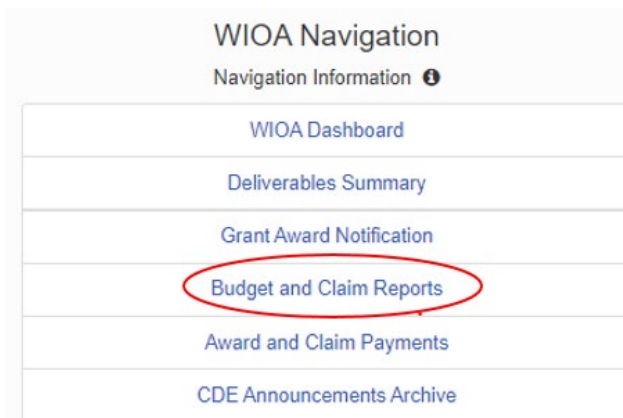 WIOA Navigation
Navigation Information
WIOA Dashboard
Deliverables Summary
Grant Award Notification
Budget and Claim Reports
Award and Claim Payments
CDE Announcements Archive